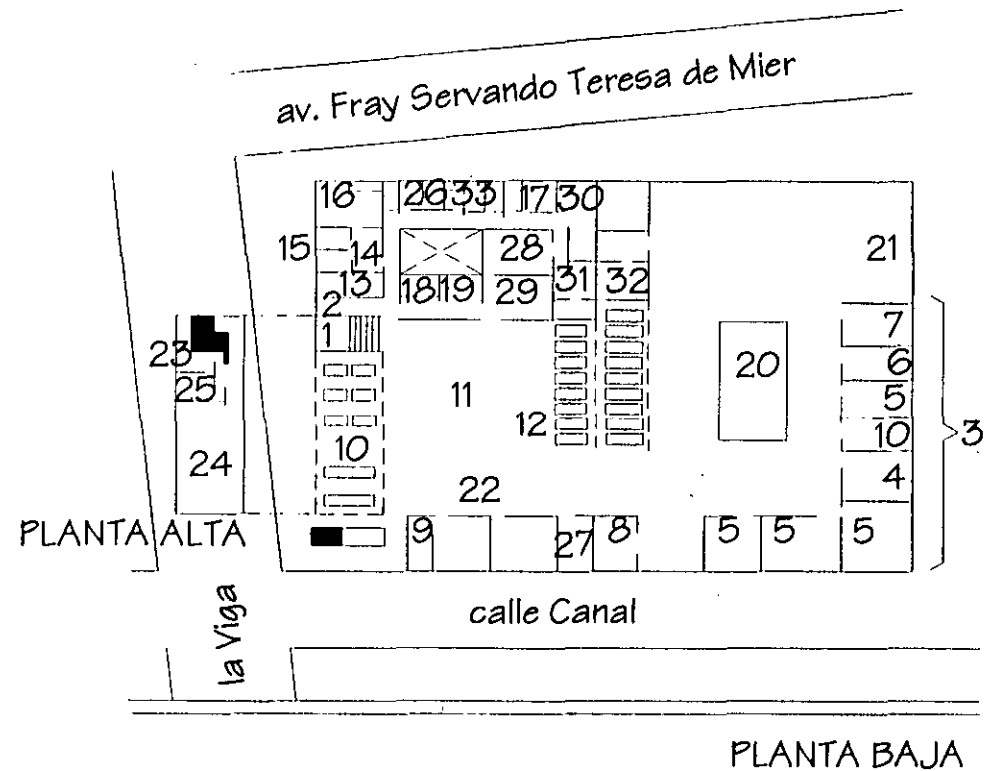 av. Fray Servando Teresa de Mier
16 26 33 17 30
15 14 28 21
13 18 19 29 31 32
2
1 7
23 20 6
25 11 5
12 10 3
24 10 4
22
PLANTA ALTA 9 27 8 5 5 5
la Viga
calle Canal
PLANTA BAJA